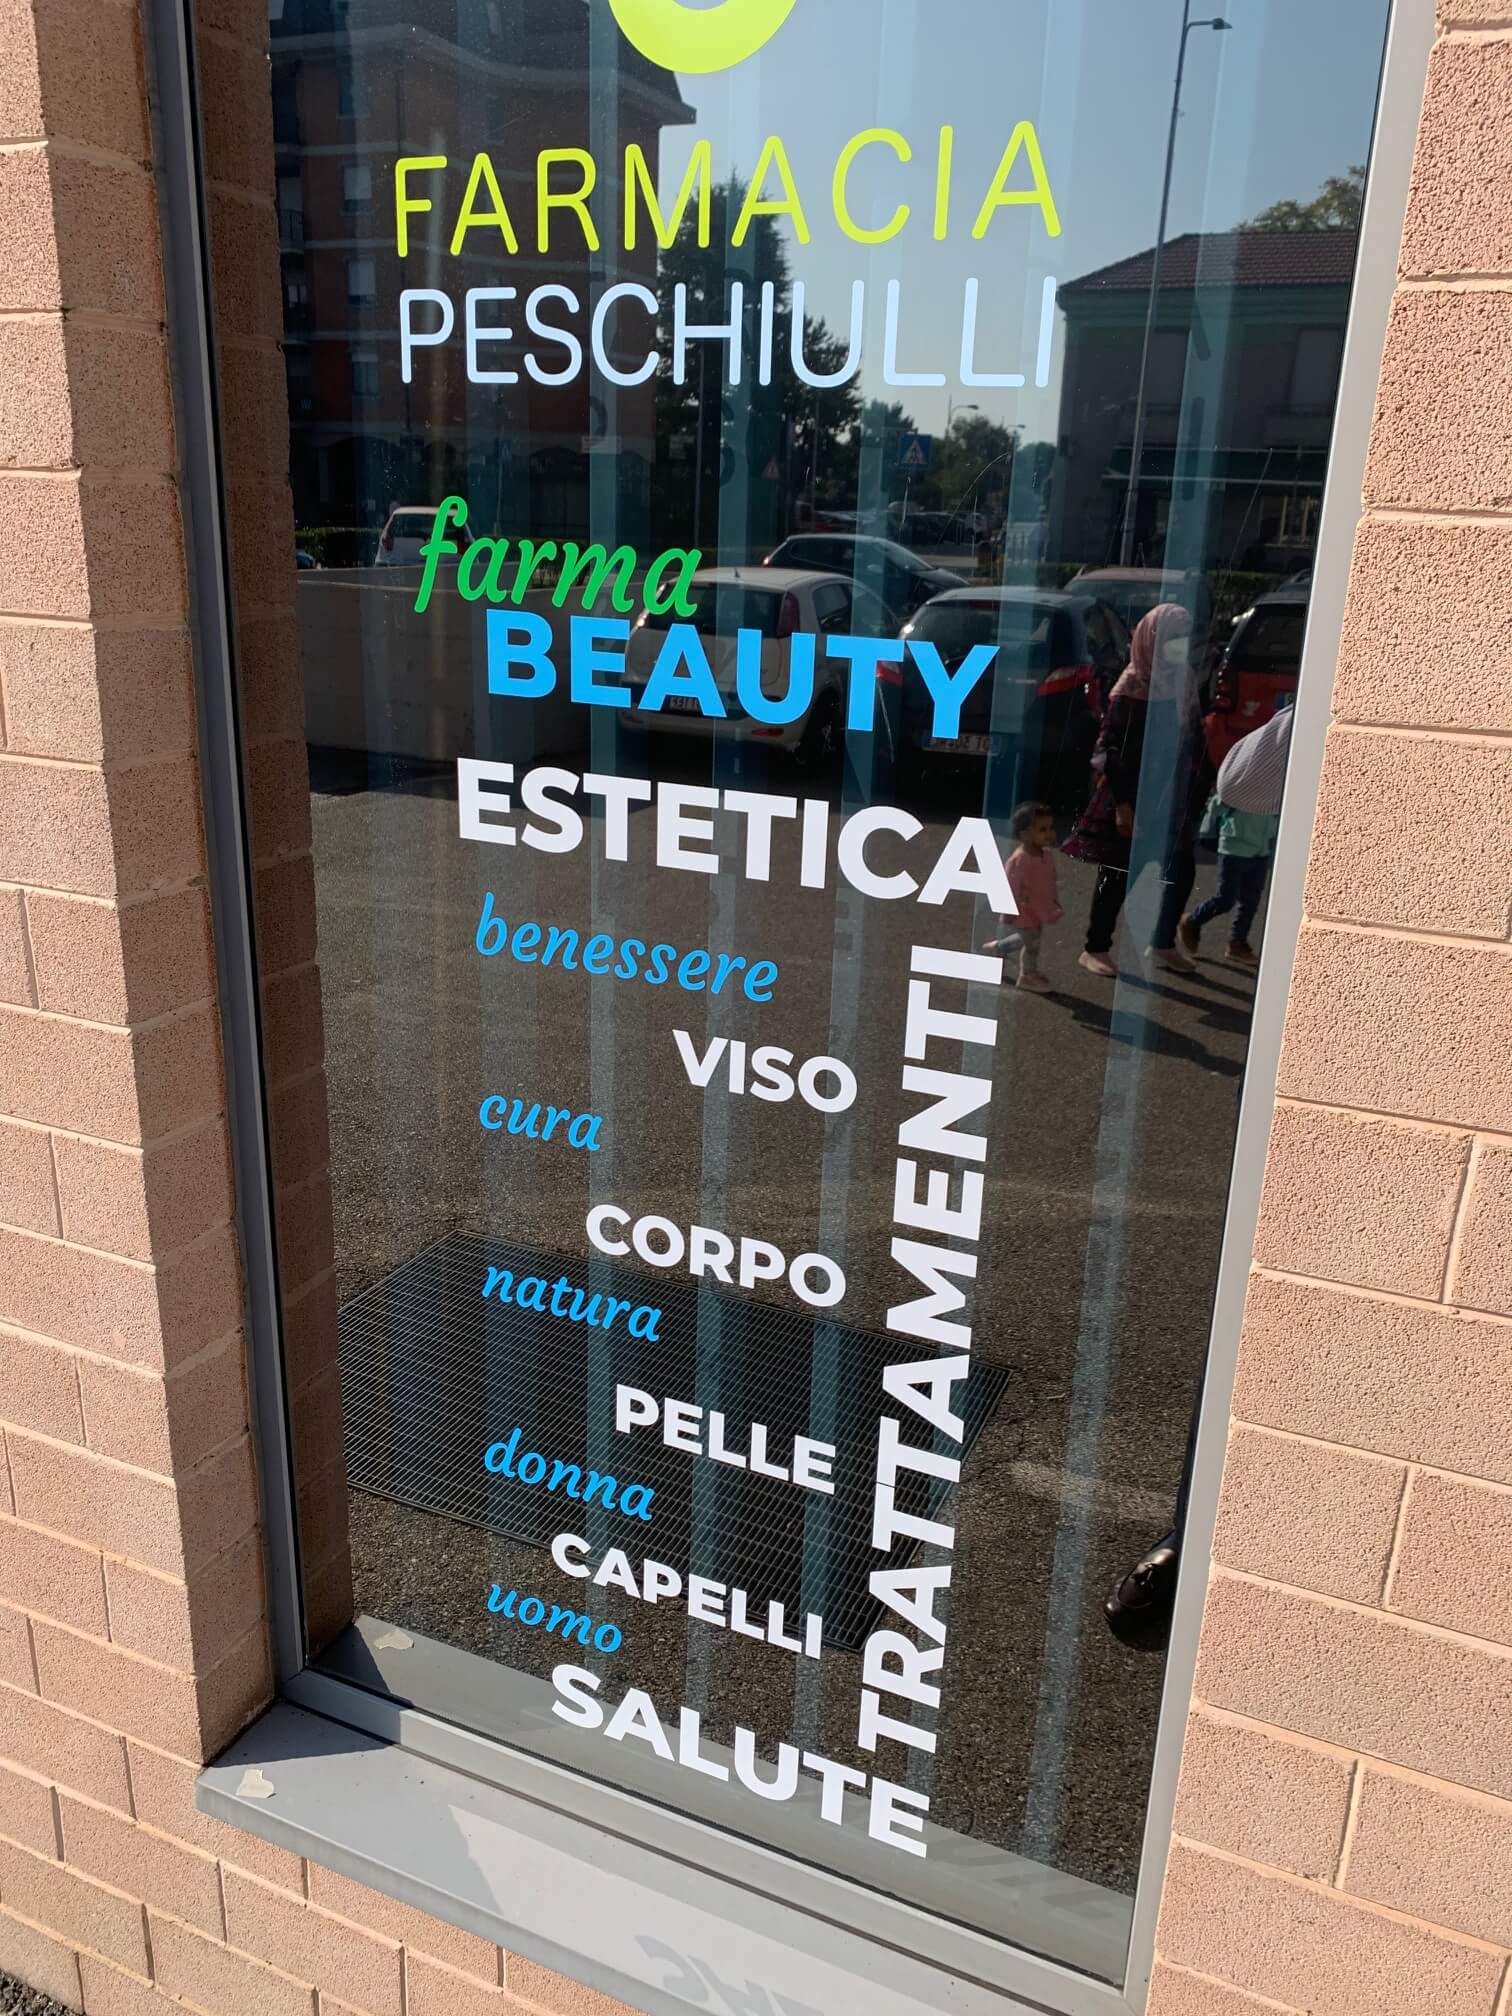 FARMACIA
PESCHIULLI
farma
BEAUTY
ESTETICA
benessere
VISO
cura
CORPO
natura
PELLE
donna
CAPELLI
uomo
SALUTE
TRATTAMENTI